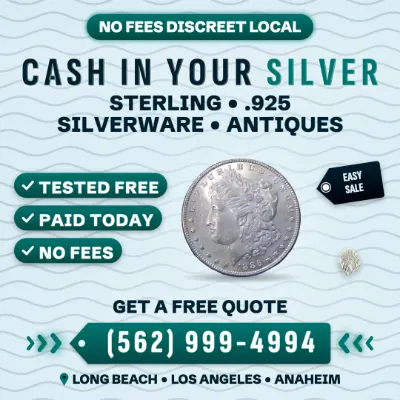 NO FEES DISCREET LOCAL
CASH IN YOUR SILVER
STERLING • .925
SILVERWARE • ANTIQUES
✓ TESTED FREE
✓ PAID TODAY
✓ NO FEES
EASY
SALE
GET A FREE QUOTE
(562) 999-4994
LONG BEACH • LOS ANGELES • ANAHEIM